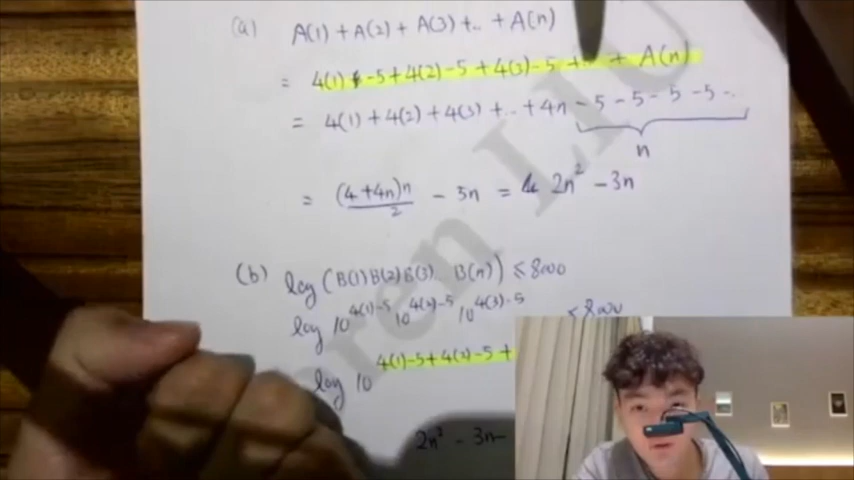 (a) A(1) + A(2) + A(3) + .. + A(n)
= 4(1) -5 + 4(2) -5 + 4(3) -5 + + A(n)
= 4(1) + 4(2) + 4(3) + .. + 4n -5 -5 -5 -5 ..
n
= (4+4n)n/2 - 5n = 2n² - 3n
(b) log (B(1)B(2)B(3) B(n)) ≤ 8000
log 10^4(1)-5 10^4(2)-5 10^4(3)-5 ≤ 8000
log 10^4(1)-5+4(2)-5+
2n² - 3n